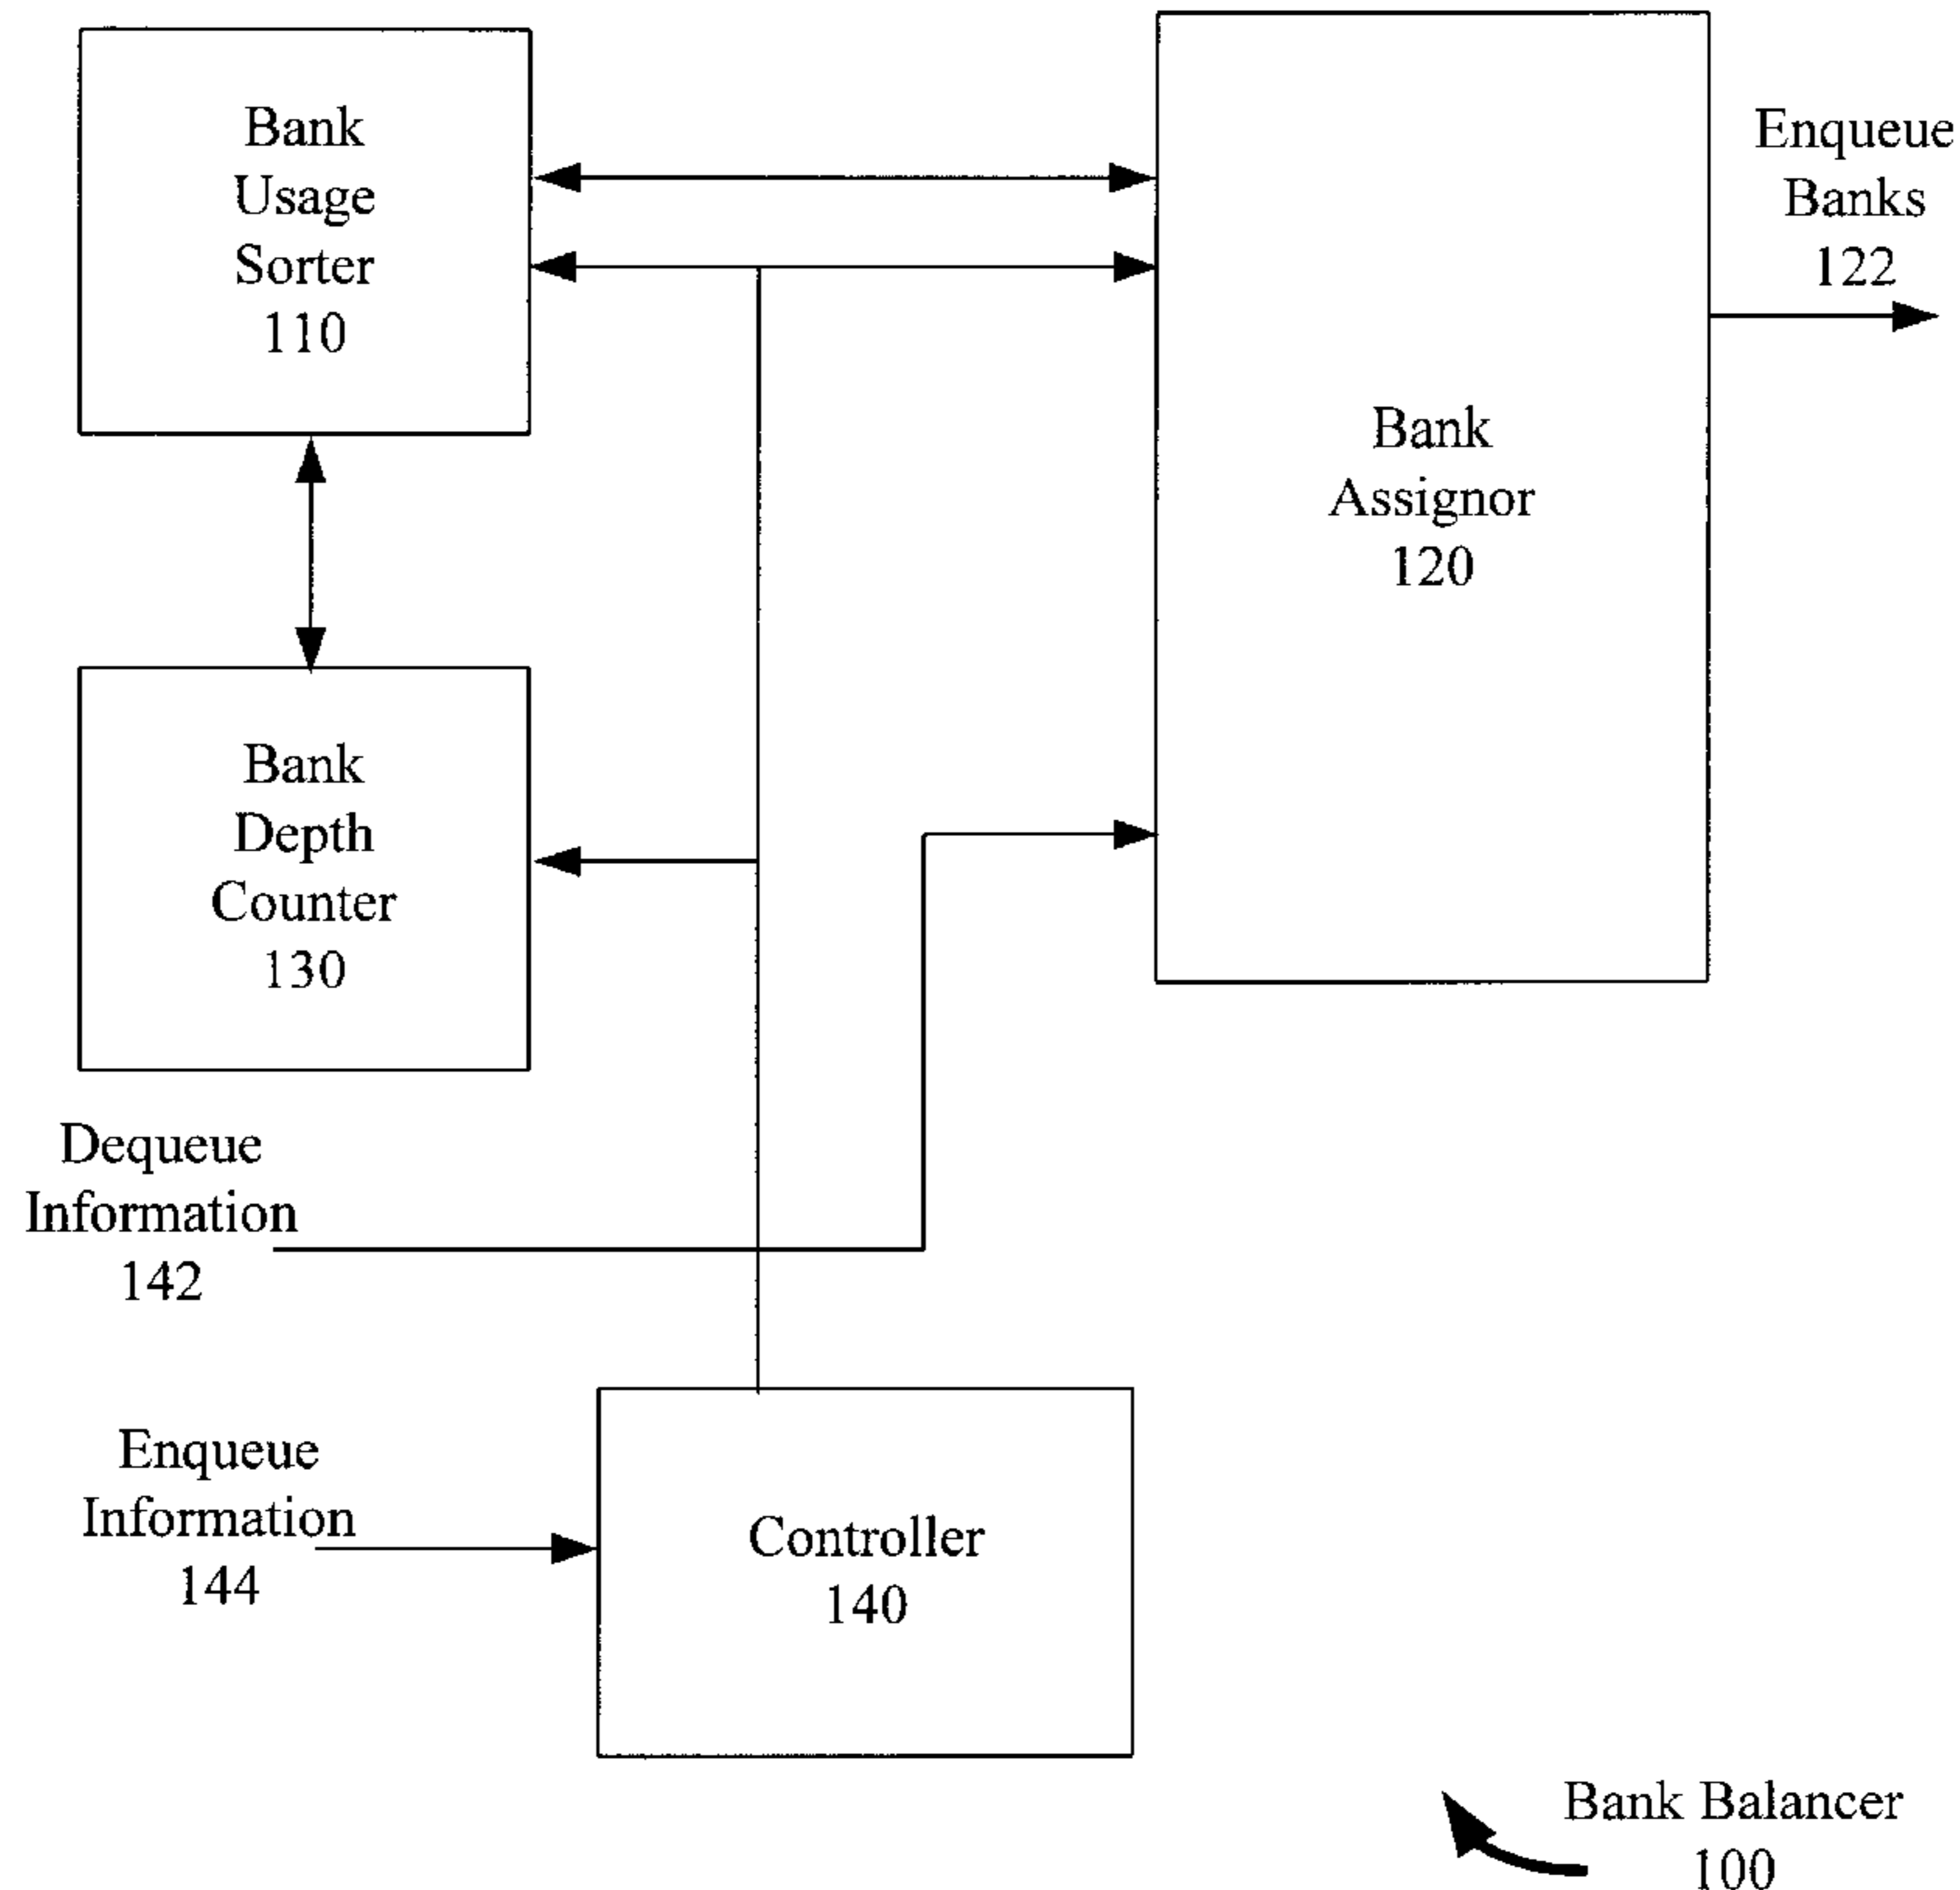 Bank
Usage
Sorter
110
Enqueue
Banks
122
Bank
Assignor
120
Bank
Depth
Counter
130
Dequeue
Information
142
Enqueue
Information
144
Controller
140
Bank Balancer
100